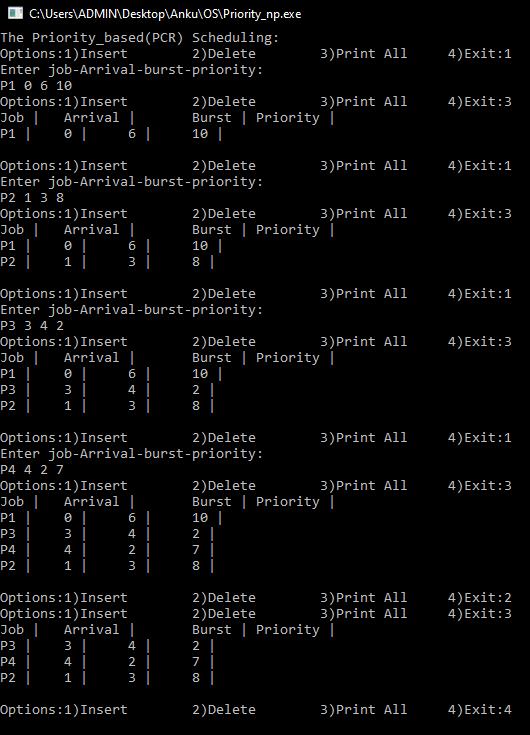 C:\Users\ADMIN\Desktop\Anku\OS\Priority_np.exe
The Priority_based(PCR) Scheduling:
Options:1)Insert        2)Delete        3)Print All     4)Exit:1
Enter job-Arrival-burst-priority:
P1 0 6 10
Options:1)Insert        2)Delete        3)Print All     4)Exit:3
Job |   Arrival |       Burst | Priority |
P1 |    0 |     6 |     10 |
Options:1)Insert        2)Delete        3)Print All     4)Exit:1
Enter job-Arrival-burst-priority:
P2 1 3 8
Options:1)Insert        2)Delete        3)Print All     4)Exit:3
Job |   Arrival |       Burst | Priority |
P1 |    0 |     6 |     10 |
P2 |    1 |     3 |     8 |
Options:1)Insert        2)Delete        3)Print All     4)Exit:1
Enter job-Arrival-burst-priority:
P3 3 4 2
Options:1)Insert        2)Delete        3)Print All     4)Exit:3
Job |   Arrival |       Burst | Priority |
P1 |    0 |     6 |     10 |
P3 |    3 |     4 |     2 |
P2 |    1 |     3 |     8 |
Options:1)Insert        2)Delete        3)Print All     4)Exit:1
Enter job-Arrival-burst-priority:
P4 4 2 7
Options:1)Insert        2)Delete        3)Print All     4)Exit:3
Job |   Arrival |       Burst | Priority |
P1 |    0 |     6 |     10 |
P3 |    3 |     4 |     2 |
P4 |    4 |     2 |     7 |
P2 |    1 |     3 |     8 |
Options:1)Insert        2)Delete        3)Print All     4)Exit:2
Options:1)Insert        2)Delete        3)Print All     4)Exit:3
Job |   Arrival |       Burst | Priority |
P3 |    3 |     4 |     2 |
P4 |    4 |     2 |     7 |
P2 |    1 |     3 |     8 |
Options:1)Insert        2)Delete        3)Print All     4)Exit:4